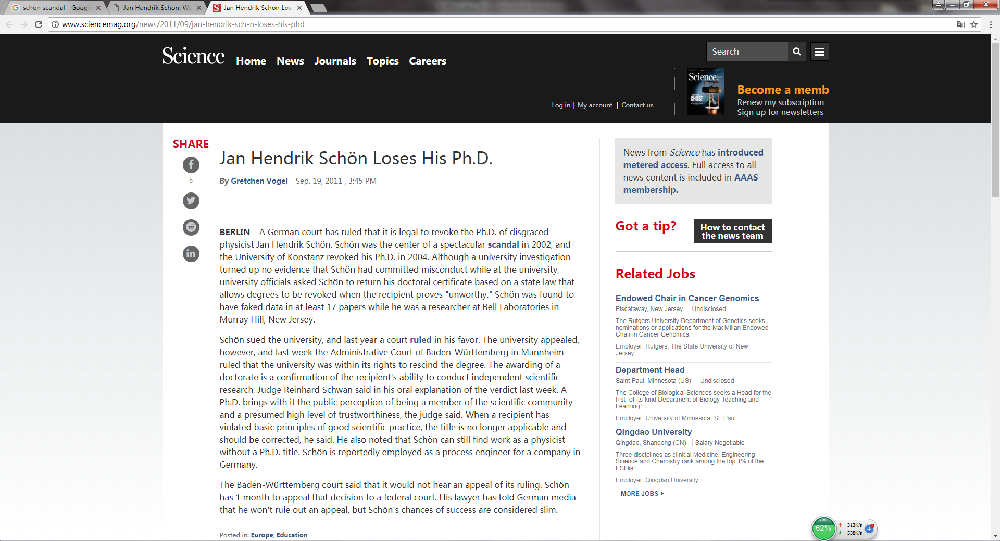 schon scandal - Google
Jan Hendrik Schön: Wo
Jan Hendrik Schön Los
www.sciencemag.org/news/2011/09/jan-hendrik-sch-n-loses-his-phd
Science
Home
News
Journals
Topics
Careers
Search
Science
GHOST
Become a memb
Renew my subscription
Sign up for newsletters
Log in | My account | Contact us
SHARE
6
Jan Hendrik Schön Loses His Ph.D.
By Gretchen Vogel | Sep. 19, 2011 , 3:45 PM
BERLIN—A German court has ruled that it is legal to revoke the Ph.D. of disgraced
physicist Jan Hendrik Schön. Schön was the center of a spectacular scandal in 2002, and
the University of Konstanz revoked his Ph.D. in 2004. Although a university investigation
turned up no evidence that Schön had committed misconduct while at the university,
university officials asked Schön to return his doctoral certificate based on a state law that
allows degrees to be revoked when the recipient proves "unworthy." Schön was found to
have faked data in at least 17 papers while he was a researcher at Bell Laboratories in
Murray Hill, New Jersey.
Schön sued the university, and last year a court ruled in his favor. The university appealed,
however, and last week the Administrative Court of Baden-Württemberg in Mannheim
ruled that the university was within its rights to rescind the degree. The awarding of a
doctorate is a confirmation of the recipient's ability to conduct independent scientific
research, Judge Reinhard Schwan said in his oral explanation of the verdict last week. A
Ph.D. brings with it the public perception of being a member of the scientific community
and a presumed high level of trustworthiness, the judge said. When a recipient has
violated basic principles of good scientific practice, the title is no longer applicable and
should be corrected, he said. He also noted that Schön can still find work as a physicist
without a Ph.D. title. Schön is reportedly employed as a process engineer for a company in
Germany.
The Baden-Württemberg court said that it would not hear an appeal of its ruling. Schön
has 1 month to appeal that decision to a federal court. His lawyer has told German media
that he won't rule out an appeal, but Schön's chances of success are considered slim.
Posted in: Europe, Education
News from Science has introduced
metered access. Full access to all
news content is included in AAAS
membership.
Got a tip?
How to contact
the news team
Related Jobs
Endowed Chair in Cancer Genomics
Piscataway, New Jersey | Undisclosed
The Rutgers University Department of Genetics seeks
nominations or applications for the MacMillan Endowed
Chair in Cancer Genomics.
Employer: Rutgers, The State University of New
Jersey
Department Head
Saint Paul, Minnesota (US) | Undisclosed
The College of Biological Sciences seeks a Head for the
fi st- of-its-kind Department of Biology Teaching and
Learning.
Employer: University of Minnesota, St. Paul
Qingdao University
Qingdao, Shandong (CN) | Salary Negotiable
Three disciplines as clinical Medicine, Engineering
Science and Chemistry rank among the top 1% of the
ESI list.
Employer: Qingdao University
MORE JOBS ▸
62%
313K/s
538K/s